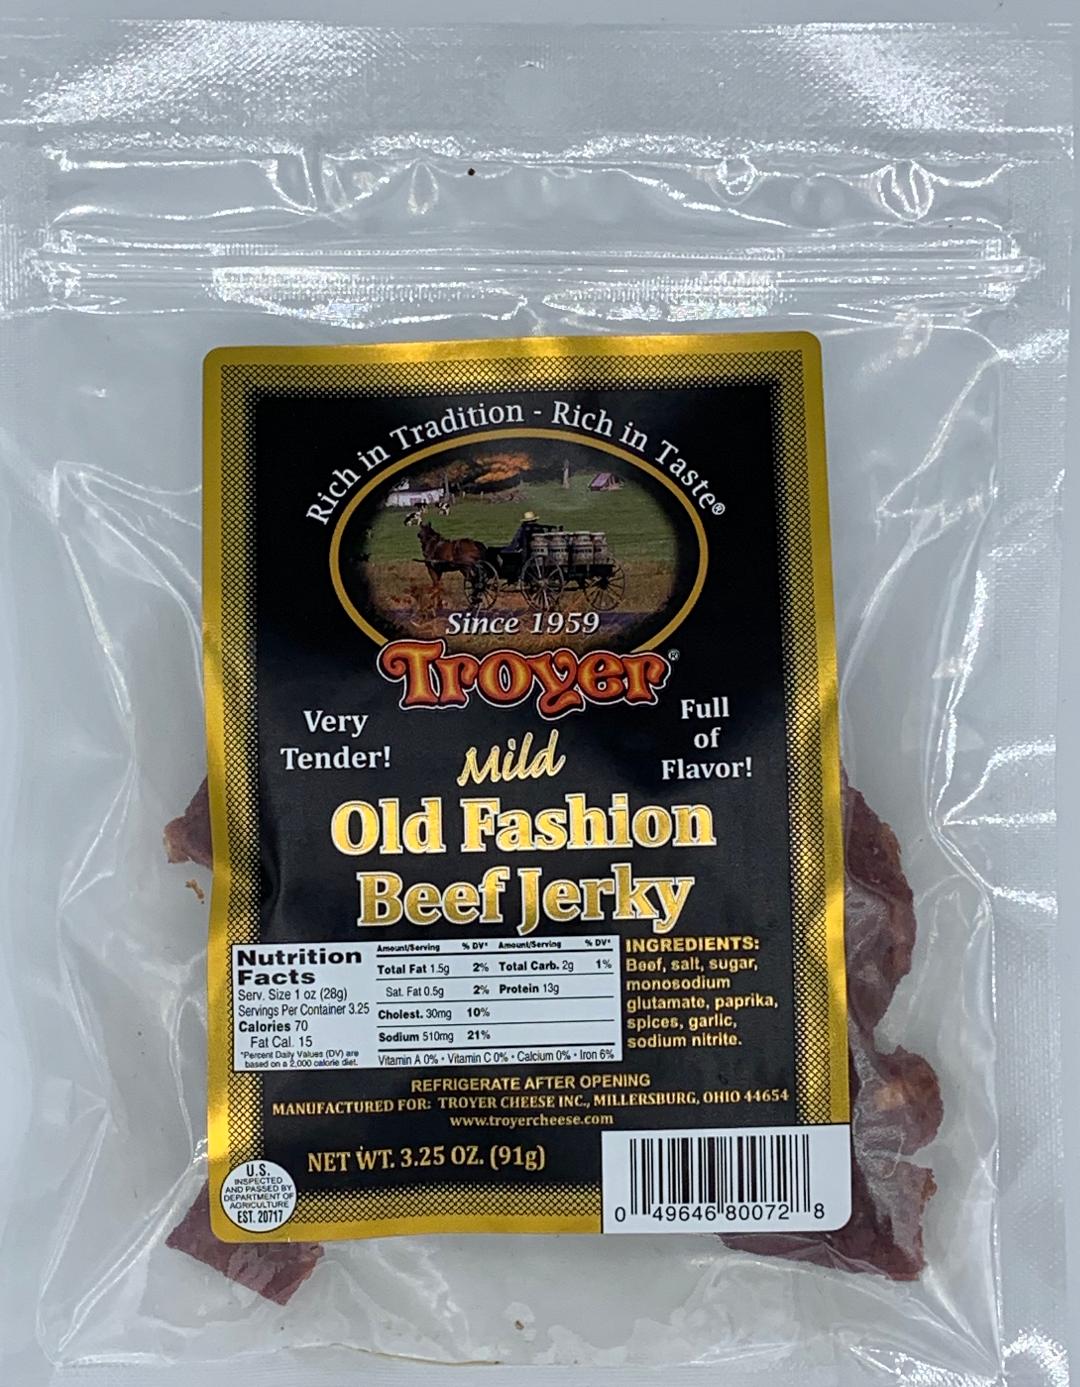 Rich in Tradition - Rich in Taste®
Since 1959
Troyer®
Very
Tender!
Full
of
Flavor!
Mild
Old Fashion
Beef Jerky
Nutrition
Facts
Serv. Size 1 oz (28g)
Servings Per Container 3.25
Calories 70
Fat Cal. 15
*Percent Daily Values (DV) are
based on a 2,000 calorie diet.
Amount/Serving % DV* Amount/Serving % DV*
Total Fat 1.5g 2% Total Carb. 2g 1%
Sat. Fat 0.5g 2% Protein 13g
Cholest. 30mg 10%
Sodium 510mg 21%
Vitamin A 0% • Vitamin C 0% • Calcium 0% • Iron 6%
INGREDIENTS:
Beef, salt, sugar,
monosodium
glutamate, paprika,
spices, garlic,
sodium nitrite.
REFRIGERATE AFTER OPENING
MANUFACTURED FOR: TROYER CHEESE INC., MILLERSBURG, OHIO 44654
www.troyercheese.com
NET WT. 3.25 OZ. (91g)
U.S.
INSPECTED
AND PASSED BY
DEPARTMENT OF
AGRICULTURE
EST. 20717
0 49646 80072 8